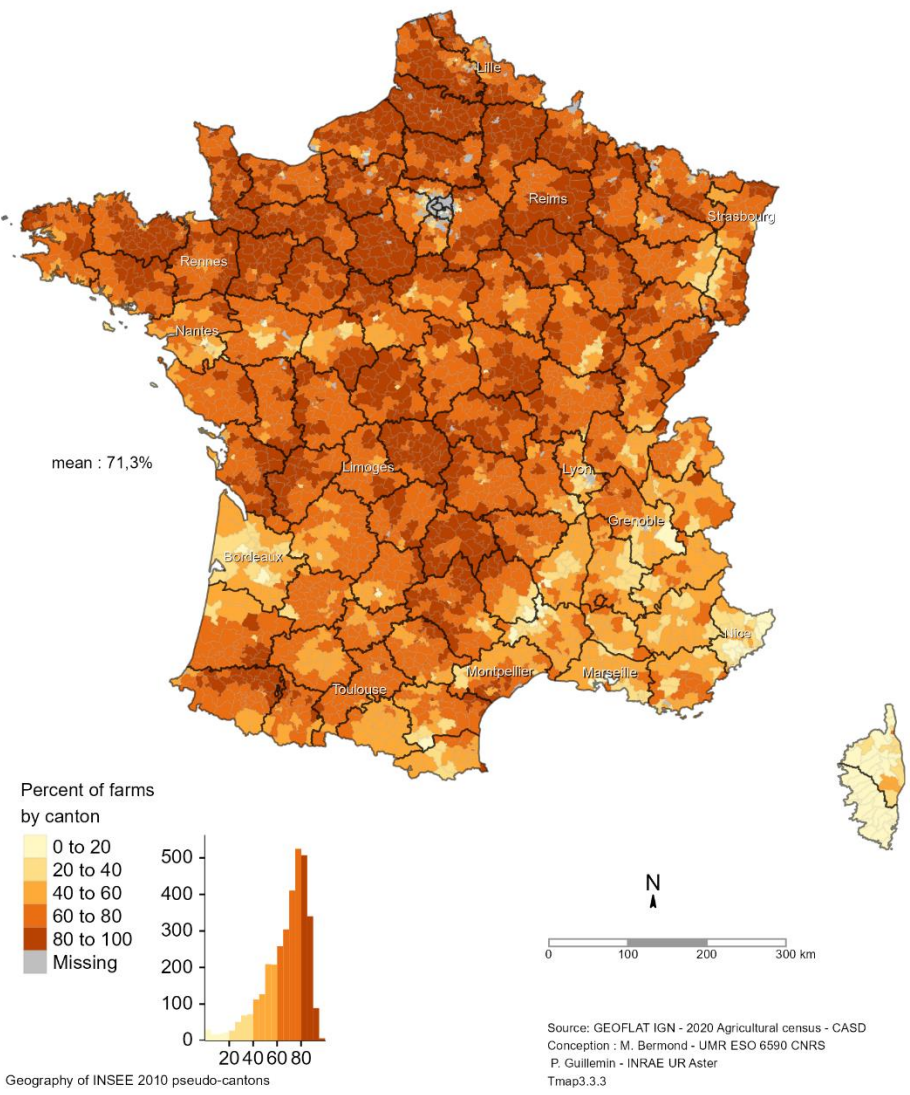 Lille
Reims
Strasbourg
Rennes
Nantes
mean : 71,3%
Limoges
Lyon
Grenoble
Bordeaux
Nice
Montpellier
Marseille
Toulouse
Percent of farms
by canton
0 to 20
20 to 40
40 to 60
60 to 80
80 to 100
Missing
500
400
300
200
100
0
20 40 60 80
N
0 100 200 300 km
Source: GEOFLAT IGN - 2020 Agricultural census - CASD
Conception : M. Bermond - UMR ESO 6590 CNRS
P. Guillemin - INRAE UR Aster
Tmap3.3.3
Geography of INSEE 2010 pseudo-cantons